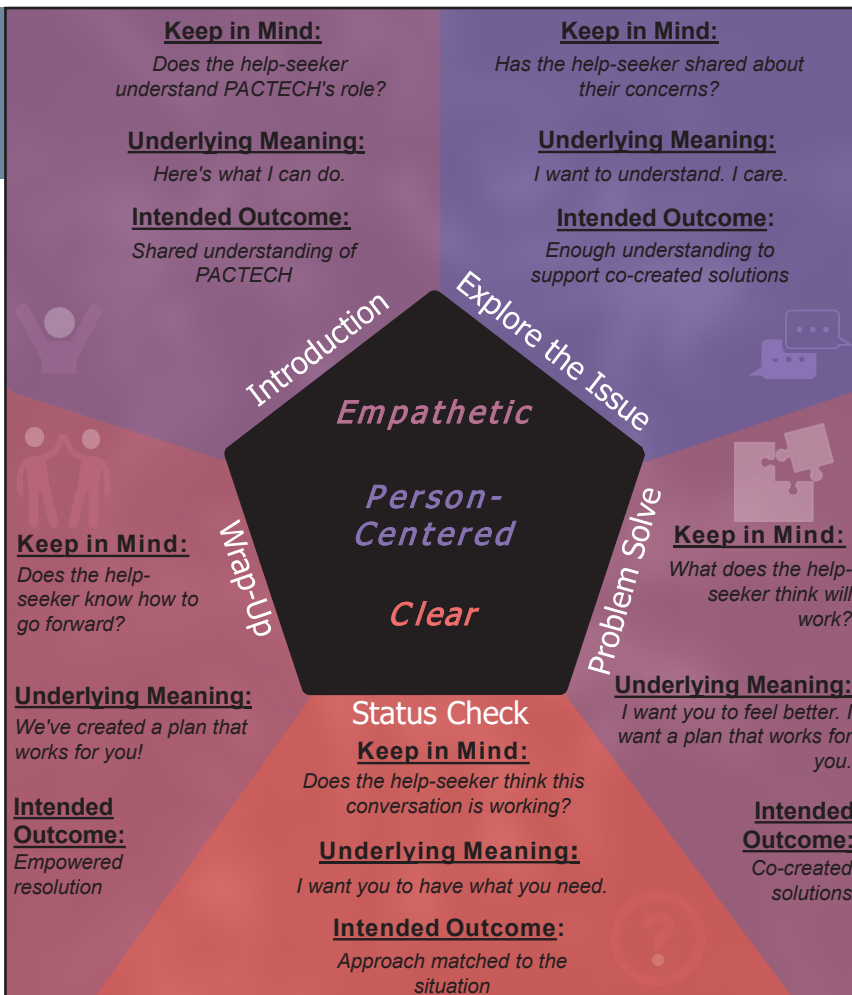 Keep in Mind:
Does the help-seeker
understand PACTECH's role?
Underlying Meaning:
Here's what I can do.
Intended Outcome:
Shared understanding of
PACTECH
Introduction
Keep in Mind:
Has the help-seeker shared about
their concerns?
Underlying Meaning:
I want to understand. I care.
Intended Outcome:
Enough understanding to
support co-created solutions
Explore the Issue
Empathetic
Person-
Centered
Clear
Problem Solve
Keep in Mind:
What does the help-
seeker think will
work?
Underlying Meaning:
I want you to feel better. I
want a plan that works for
you.
Intended
Outcome:
Co-created
solutions
Status Check
Keep in Mind:
Does the help-seeker think this
conversation is working?
Underlying Meaning:
I want you to have what you need.
Intended Outcome:
Approach matched to the
situation
?
Wrap-Up
Keep in Mind:
Does the help-
seeker know how to
go forward?
Underlying Meaning:
We've created a plan that
works for you!
Intended
Outcome:
Empowered
resolution